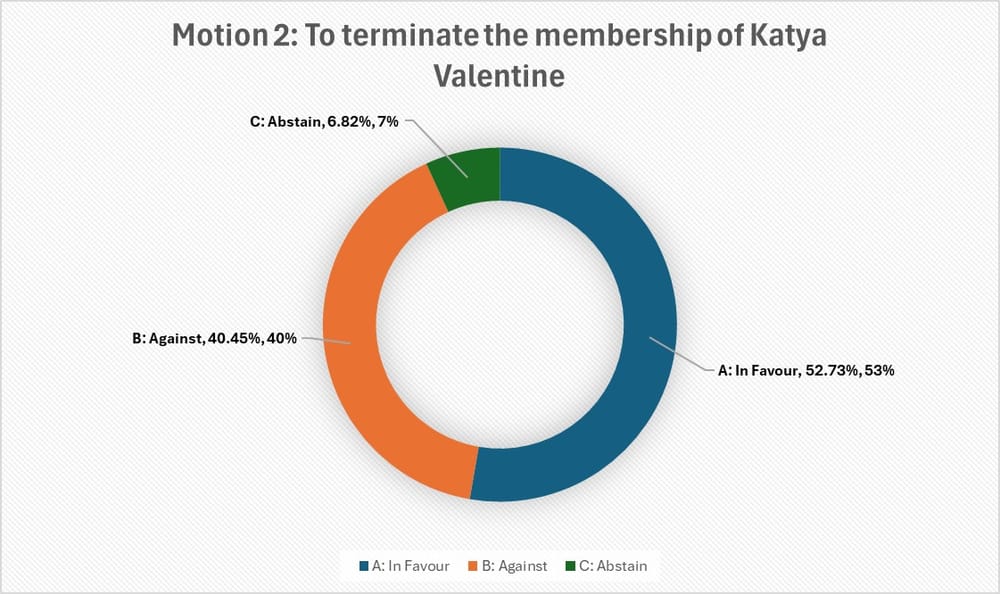 Motion 2: To terminate the membership of Katya
Valentine
C: Abstain, 6.82%, 7%
B: Against, 40.45%, 40%
A: In Favour, 52.73%, 53%
A: In Favour B: Against C: Abstain